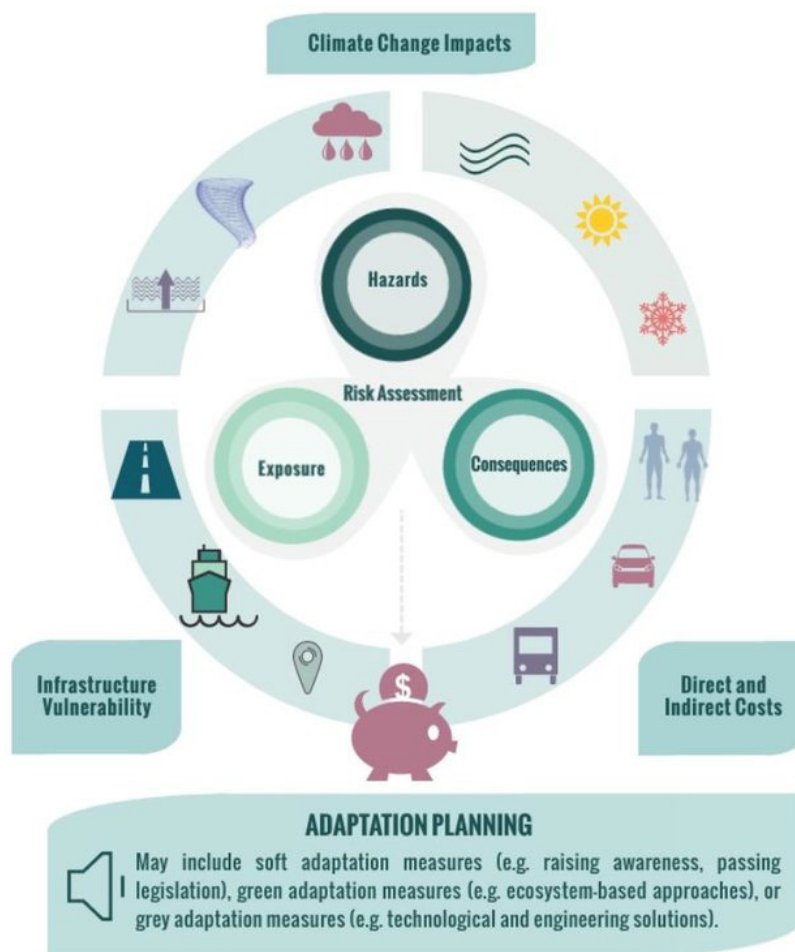 Climate Change Impacts
Hazards
Risk Assessment
Exposure
Consequences
Infrastructure
Vulnerability
$
Direct and
Indirect Costs
ADAPTATION PLANNING
May include soft adaptation measures (e.g. raising awareness, passing
legislation), green adaptation measures (e.g. ecosystem-based approaches), or
grey adaptation measures (e.g. technological and engineering solutions).